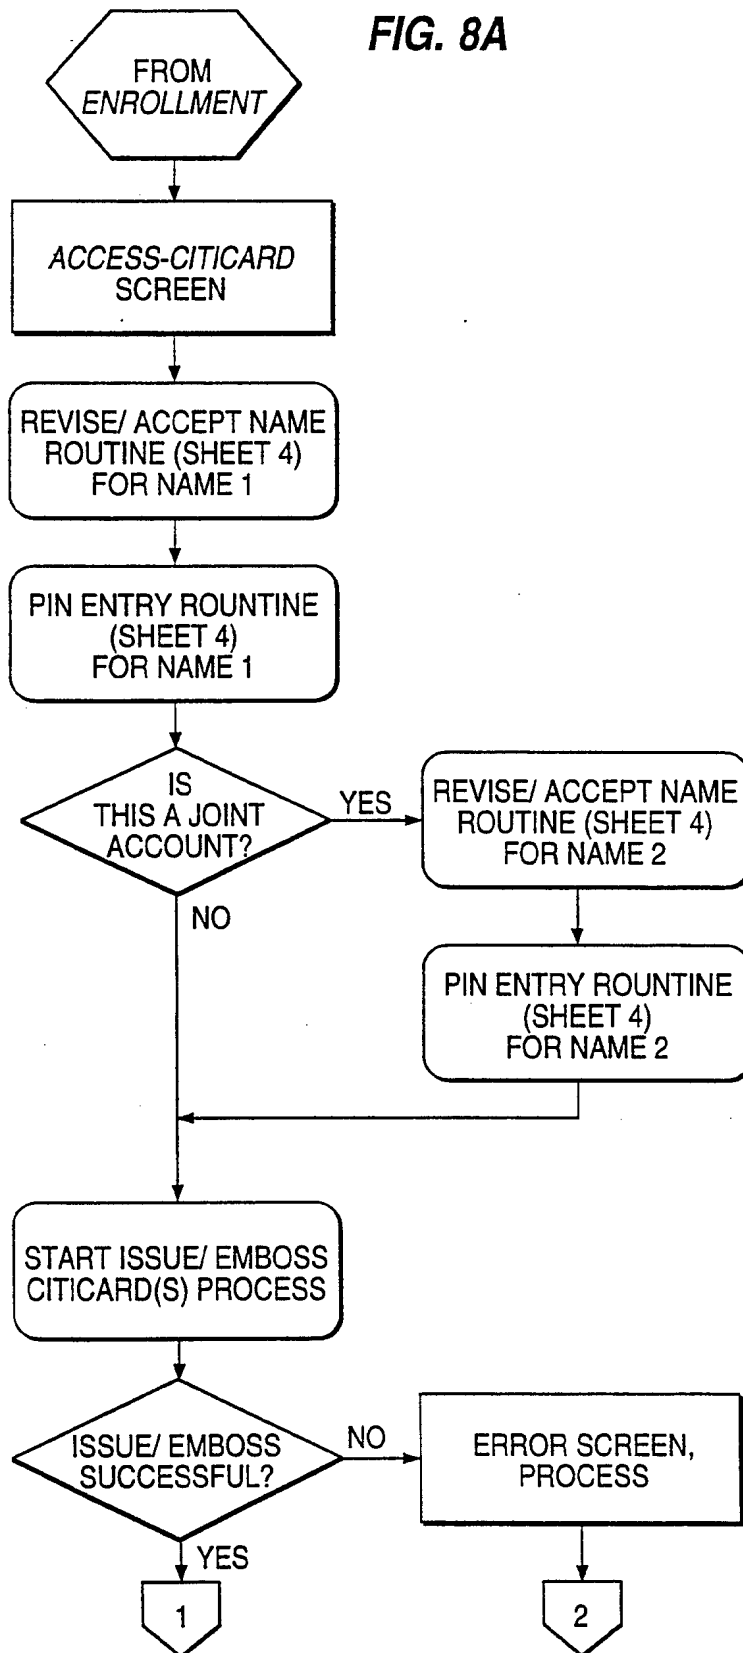 FIG. 8A
FROM
ENROLLMENT
ACCESS-CITICARD
SCREEN
REVISE/ ACCEPT NAME
ROUTINE (SHEET 4)
FOR NAME 1
PIN ENTRY ROUNTINE
(SHEET 4)
FOR NAME 1
IS
THIS A JOINT
ACCOUNT?
YES
REVISE/ ACCEPT NAME
ROUTINE (SHEET 4)
FOR NAME 2
NO
PIN ENTRY ROUNTINE
(SHEET 4)
FOR NAME 2
START ISSUE/ EMBOSS
CITICARD(S) PROCESS
ISSUE/ EMBOSS
SUCCESSFUL?
NO
ERROR SCREEN,
PROCESS
YES
1
2